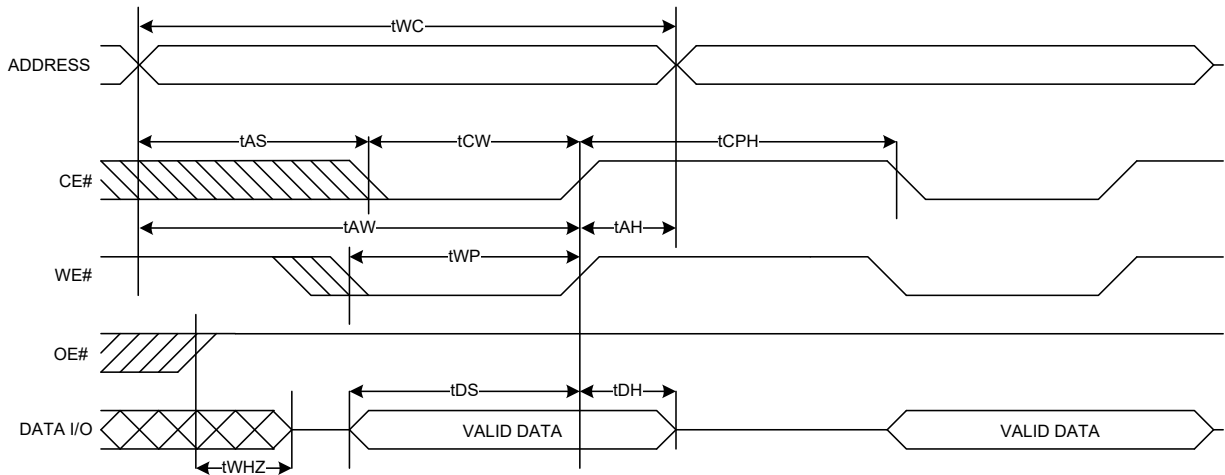 tWC
ADDRESS
tAS tCW tCPH
CE#
tAW tAH
tWP
WE#
OE#
tDS tDH
DATA I/O VALID DATA VALID DATA
tWHZ